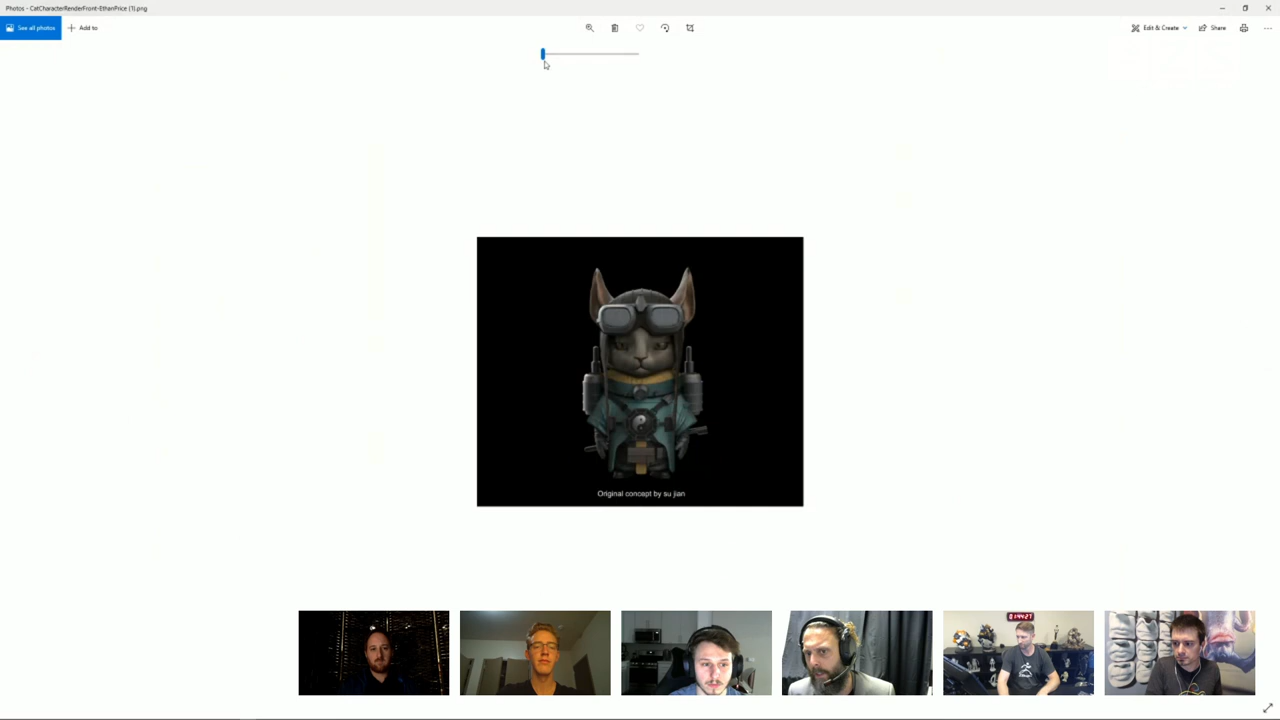 Photos - CatCharacterRenderFront-EthanPrice (1).png
See all photos
Add to
Edit & Create
Share
Original concept by su jian